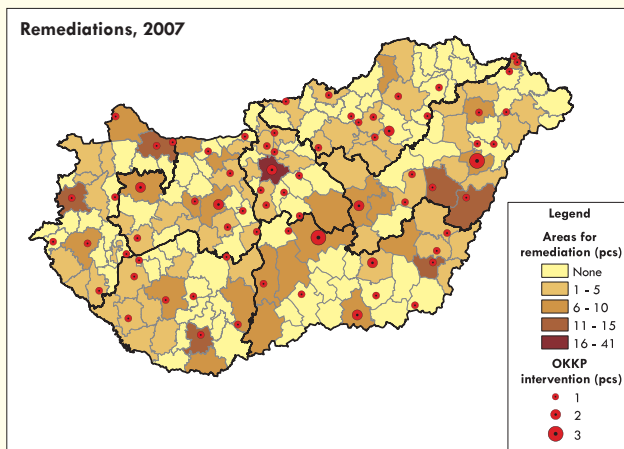 Remediations, 2007
Legend
Areas for
remediation (pcs)
None
1 - 5
6 - 10
11 - 15
16 - 41
OKKP
intervention (pcs)
1
2
3